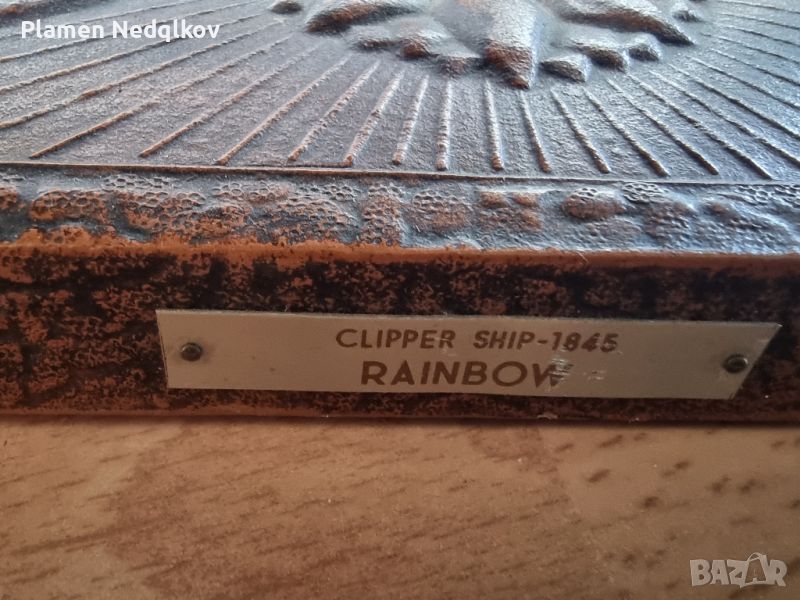 Plamen Nedqlkov
CLIPPER SHIP-1845
RAINBOW
BAZAR